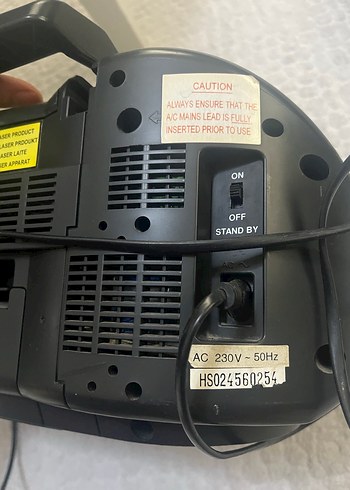 CAUTION
ALWAYS ENSURE THAT THE
A/C MAINS LEAD IS FULLY
INSERTED PRIOR TO USE
ASER PRODUCT
LASER PRODUKT
LASER LAITE
ER APPARAT
ON
OFF
STAND BY
AC 230V ~ 50Hz
HS024560254